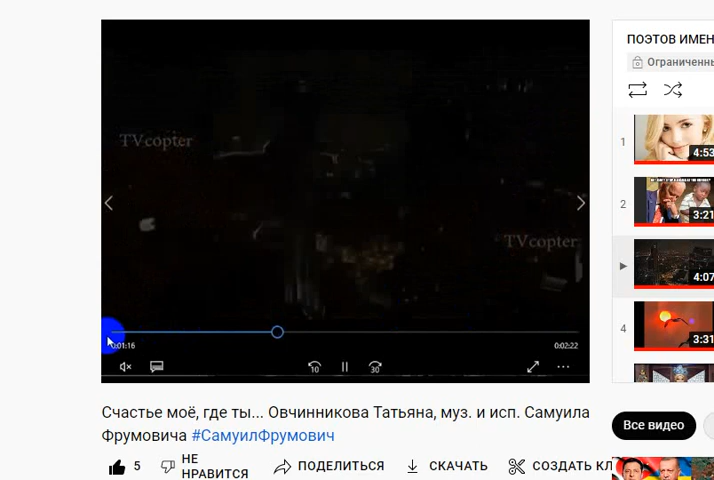 ПОЭТОВ ИМЕН
Ограниченны
TVcopter
1
4:53
2
3:21
TVcopter
4:07
0:01:16
0:02:22
4
3:31
10
30
Счастье моё, где ты... Овчинникова Татьяна, муз. и исп. Самуила
Фрумовича #СамуилФрумович
Все видео
5
НЕ
НРАВИТСЯ
ПОДЕЛИТЬСЯ
СКАЧАТЬ
СОЗДАТЬ КЛ